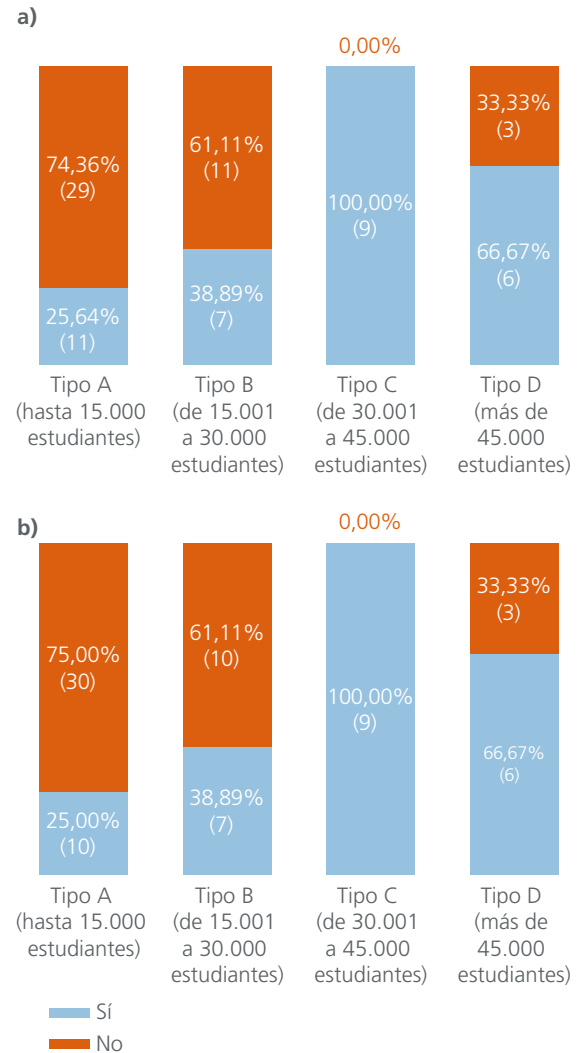 a)
0,00%
74,36%
(29)
25,64%
(11)
61,11%
(11)
38,89%
(7)
100,00%
(9)
33,33%
(3)
66,67%
(6)
Tipo A
(hasta 15.000
estudiantes)
Tipo B
(de 15.001
a 30.000
estudiantes)
Tipo C
(de 30.001
a 45.000
estudiantes)
Tipo D
(más de
45.000
estudiantes)
b)
0,00%
75,00%
(30)
25,00%
(10)
61,11%
(10)
38,89%
(7)
100,00%
(9)
33,33%
(3)
66,67%
(6)
Tipo A
(hasta 15.000
estudiantes)
Tipo B
(de 15.001
a 30.000
estudiantes)
Tipo C
(de 30.001
a 45.000
estudiantes)
Tipo D
(más de
45.000
estudiantes)
Sí
No